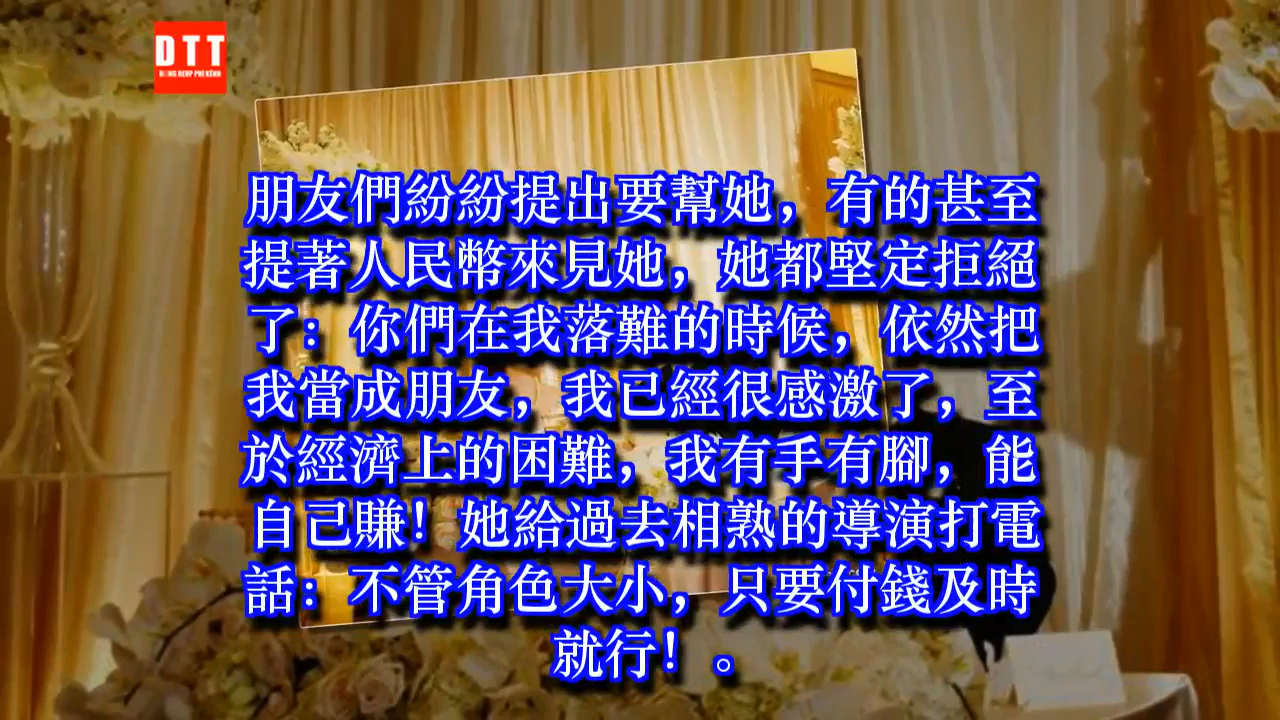 DTT
朋友們紛紛提出要幫她，有的甚至
提著人民幣來見她，她都堅定拒絕
了：你們在我落難的時候，依然把
我當成朋友，我已經很感激了，至
於經濟上的困難，我有手有腳，能
自己賺！她給過去相熟的導演打電
話：不管角色大小，只要付錢及時
就行！。